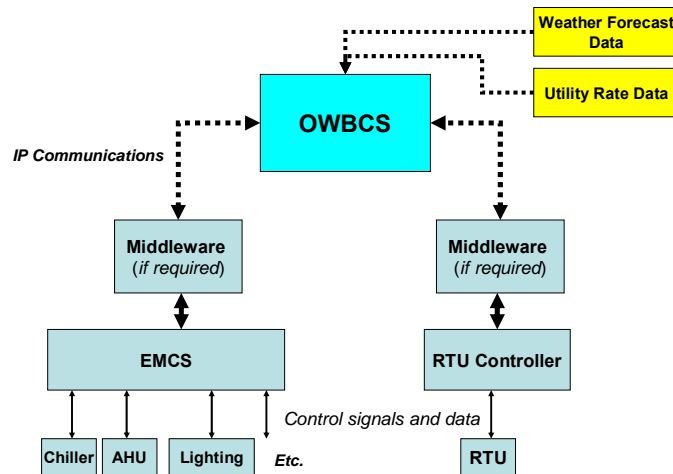 Weather Forecast
Data
Utility Rate Data
OWBCS
IP Communications
Middleware
(if required)
Middleware
(if required)
EMCS
RTU Controller
Control signals and data
Chiller
AHU
Lighting
Etc.
RTU